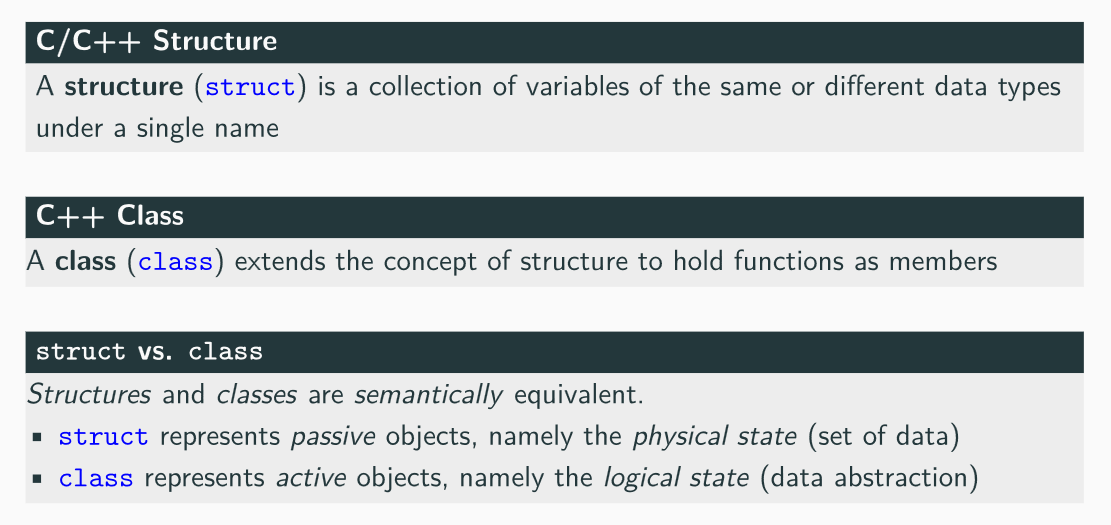 C/C++ Structure
A structure (struct) is a collection of variables of the same or different data types
under a single name
C++ Class
A class (class) extends the concept of structure to hold functions as members
struct vs. class
Structures and classes are semantically equivalent.
▪ struct represents passive objects, namely the physical state (set of data)
▪ class represents active objects, namely the logical state (data abstraction)